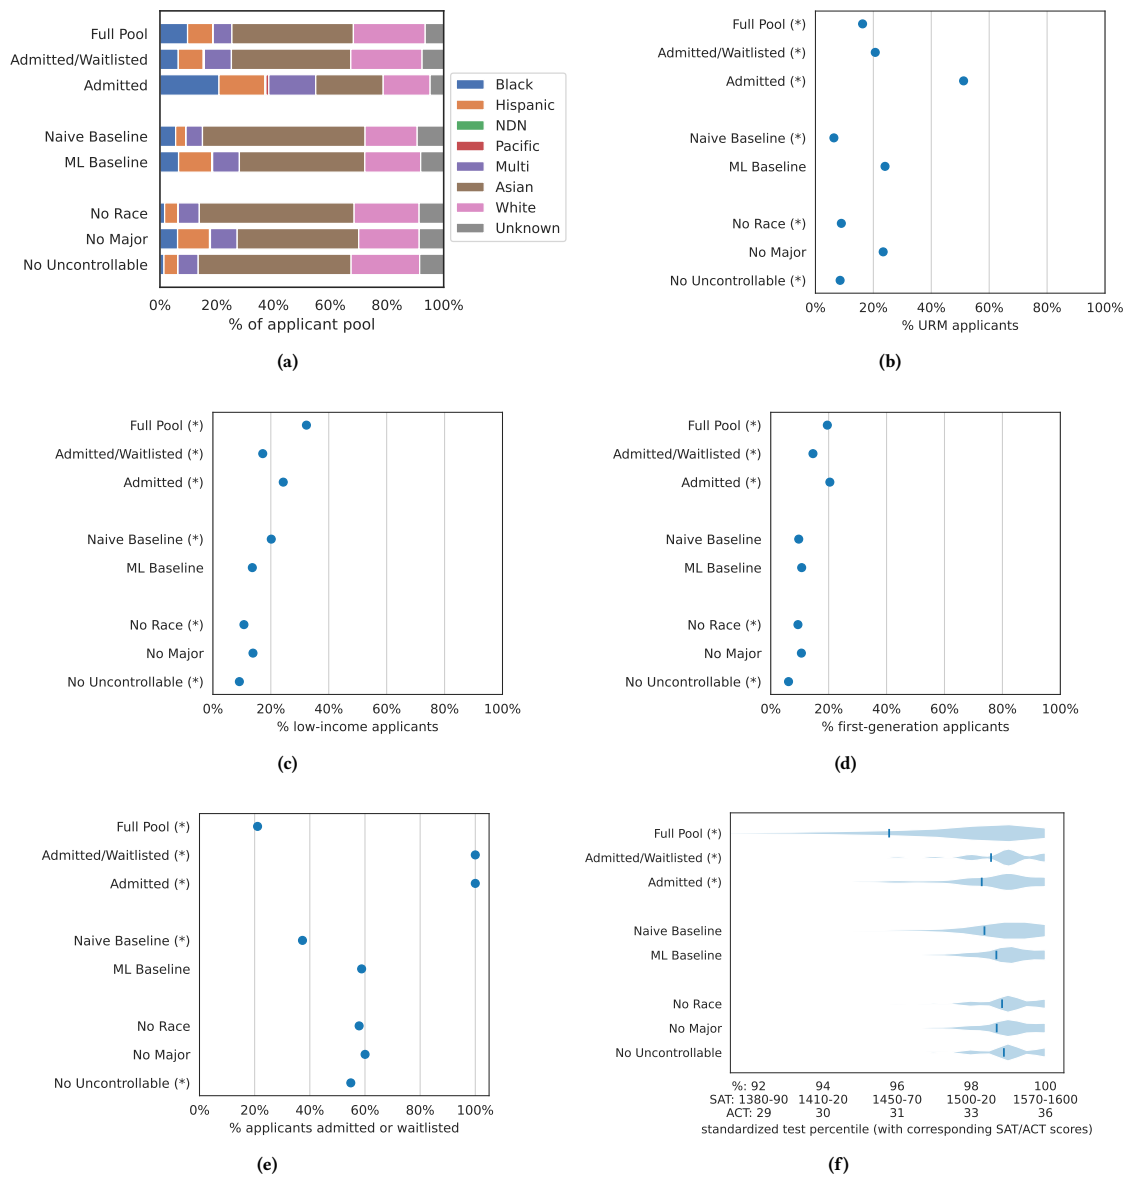 Full Pool
Admitted/Waitlisted
Admitted
Naive Baseline
ML Baseline
No Race
No Major
No Uncontrollable
0% 20% 40% 60% 80% 100%
% of applicant pool
Black
Hispanic
NDN
Pacific
Multi
Asian
White
Unknown
(a)
Full Pool (*)
Admitted/Waitlisted (*)
Admitted (*)
Naive Baseline (*)
ML Baseline
No Race (*)
No Major
No Uncontrollable (*)
0% 20% 40% 60% 80% 100%
% URM applicants
(b)
Full Pool (*)
Admitted/Waitlisted (*)
Admitted (*)
Naive Baseline (*)
ML Baseline
No Race (*)
No Major
No Uncontrollable (*)
0% 20% 40% 60% 80% 100%
% low-income applicants
(c)
Full Pool (*)
Admitted/Waitlisted (*)
Admitted (*)
Naive Baseline
ML Baseline
No Race (*)
No Major
No Uncontrollable (*)
0% 20% 40% 60% 80% 100%
% first-generation applicants
(d)
Full Pool (*)
Admitted/Waitlisted (*)
Admitted (*)
Naive Baseline (*)
ML Baseline
No Race
No Major
No Uncontrollable (*)
0% 20% 40% 60% 80% 100%
% applicants admitted or waitlisted
(e)
Full Pool (*)
Admitted/Waitlisted (*)
Admitted (*)
Naive Baseline
ML Baseline
No Race
No Major
No Uncontrollable
%: 92 94 96 98 100
SAT: 1380-90 1410-20 1450-70 1500-20 1570-1600
ACT: 29 30 31 33 36
standardized test percentile (with corresponding SAT/ACT scores)
(f)